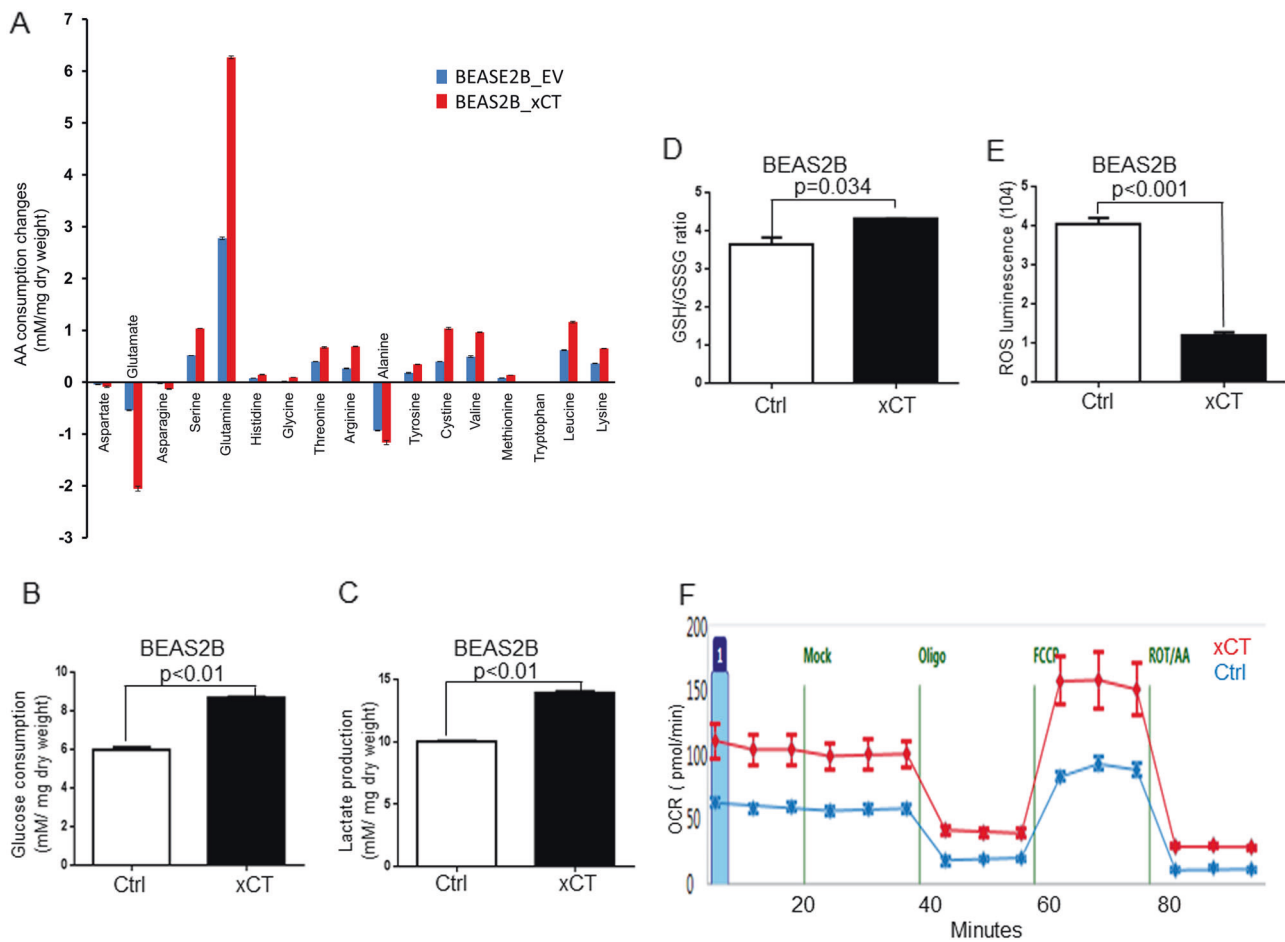 A
7
6
5
4
3
2
1
0
-1
-2
-3
AA consumption changes
(mM/mg dry weight)
BEASE2B_EV
BEAS2B_xCT
Aspartate
Glutamate
Asparagine
Serine
Glutamine
Histidine
Glycine
Threonine
Arginine
Alanine
Tyrosine
Cystine
Valine
Methionine
Tryptophan
Leucine
Lysine
B
BEAS2B
p<0.01
10
8
6
4
2
0
Glucose consumption
(mM/ mg dry weight)
Ctrl
xCT
C
BEAS2B
p<0.01
15
10
5
0
Lactate production
(mM/ mg dry weight)
Ctrl
xCT
D
BEAS2B
p=0.034
5
4
3
2
1
0
GSH/GSSG ratio
Ctrl
xCT
E
BEAS2B
p<0.001
5
4
3
2
1
0
ROS luminescence (104)
Ctrl
xCT
F
200
150
100
50
0
OCR ( pmol/min)
1
Mock
Oligo
FCCP
ROT/AA
xCT
Ctrl
20
40
60
80
Minutes